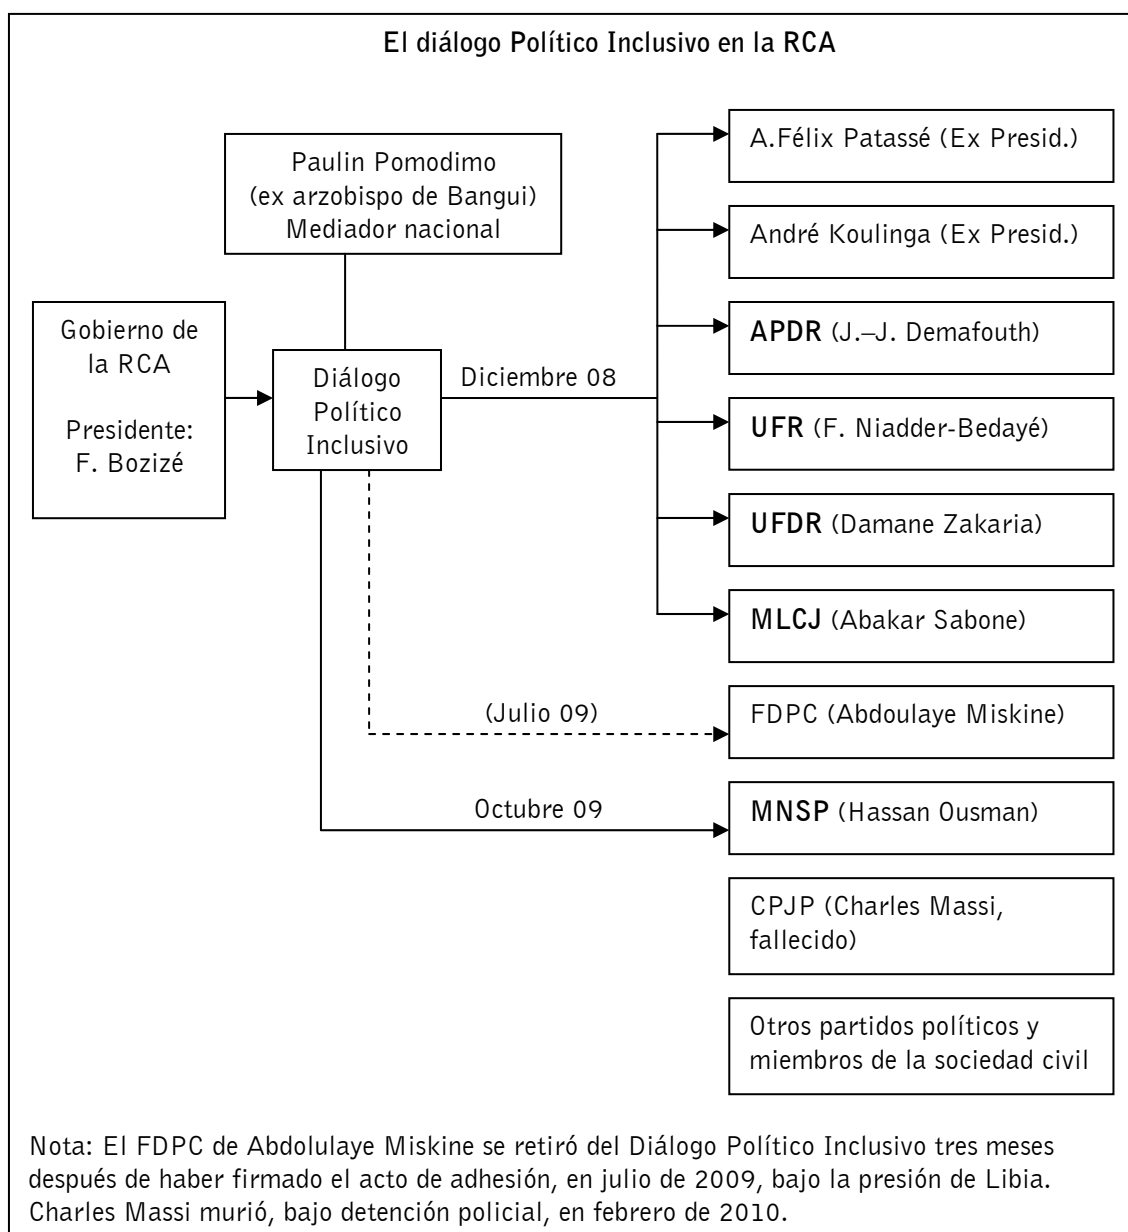 El diálogo Político Inclusivo en la RCA
Paulin Pomodimo
(ex arzobispo de Bangui)
Mediador nacional
Gobierno de
la RCA
Presidente:
F. Bozizé
Diálogo
Político
Inclusivo
Diciembre 08
A.Félix Patassé (Ex Presid.)
André Koulinga (Ex Presid.)
APDR (J.–J. Demafouth)
UFR (F. Niadder-Bedayé)
UFDR (Damane Zakaria)
MLCJ (Abakar Sabone)
(Julio 09)
FDPC (Abdoulaye Miskine)
Octubre 09
MNSP (Hassan Ousman)
CPJP (Charles Massi,
fallecido)
Otros partidos políticos y
miembros de la sociedad civil
Nota: El FDPC de Abdolulaye Miskine se retiró del Diálogo Político Inclusivo tres meses
después de haber firmado el acto de adhesión, en julio de 2009, bajo la presión de Libia.
Charles Massi murió, bajo detención policial, en febrero de 2010.